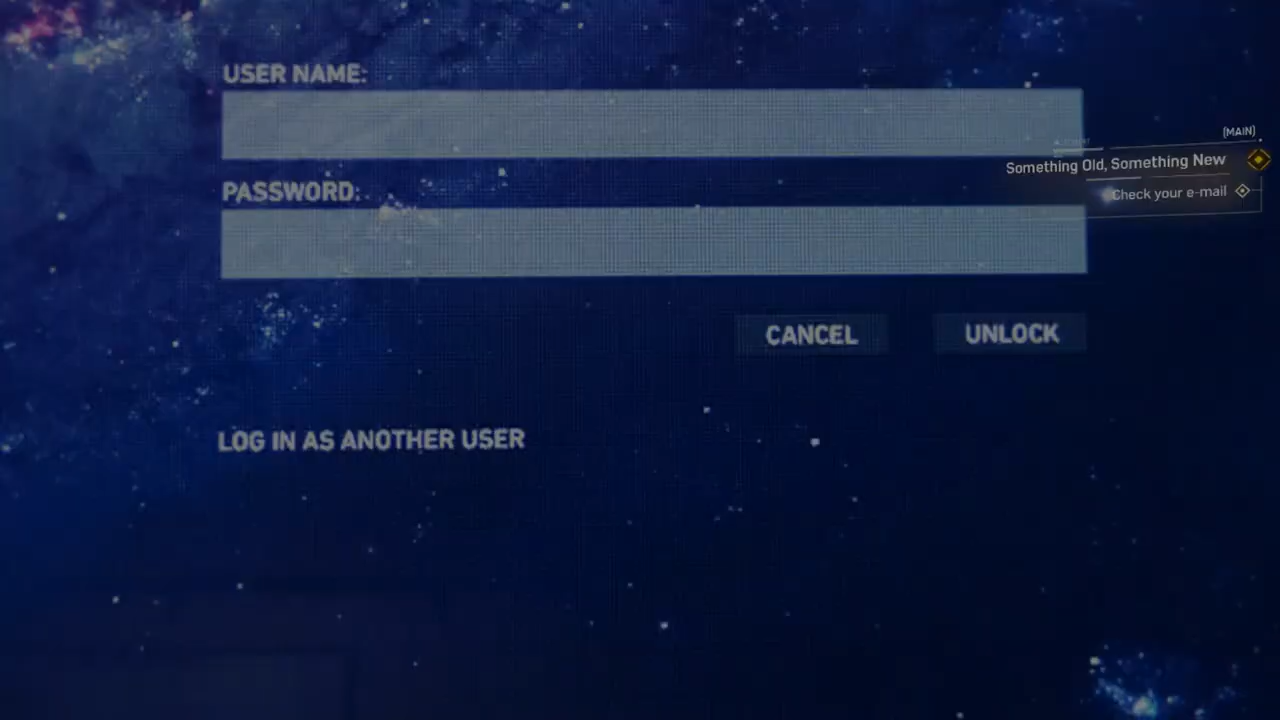 USER NAME:
(MAIN)
Something Old, Something New
PASSWORD:
Check your e-mail
CANCEL
UNLOCK
LOG IN AS ANOTHER USER